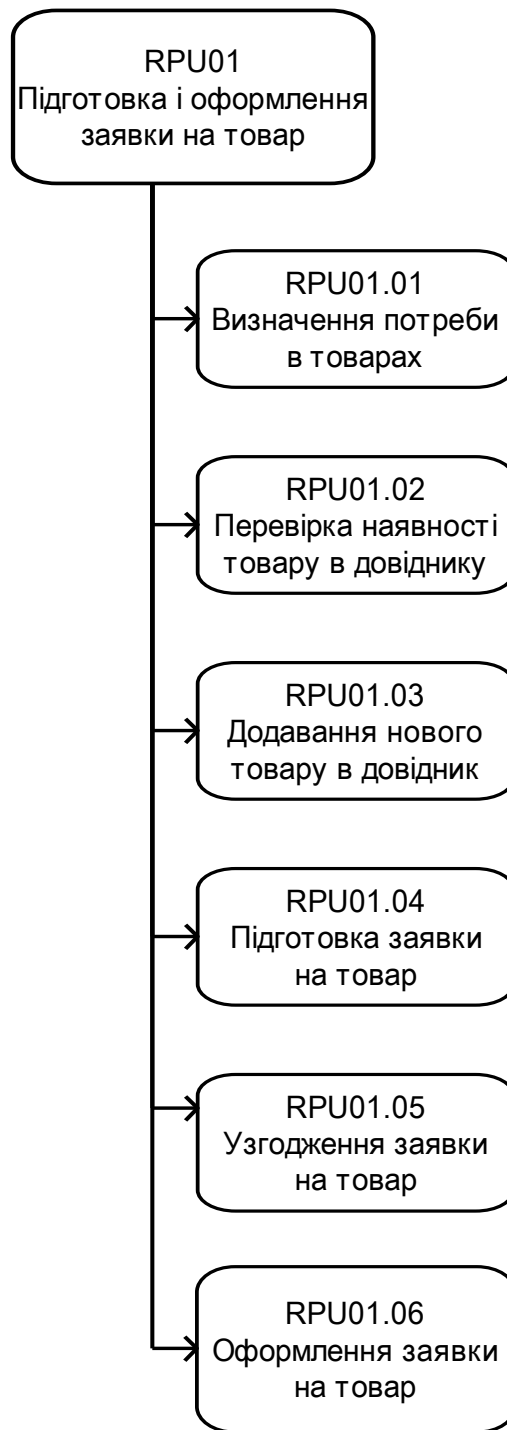 RPU01
Підготовка і оформлення
заявки на товар
RPU01.01
Визначення потреби
в товарах
RPU01.02
Перевірка наявності
товару в довіднику
RPU01.03
Додавання нового
товару в довідник
RPU01.04
Підготовка заявки
на товар
RPU01.05
Узгодження заявки
на товар
RPU01.06
Оформлення заявки
на товар